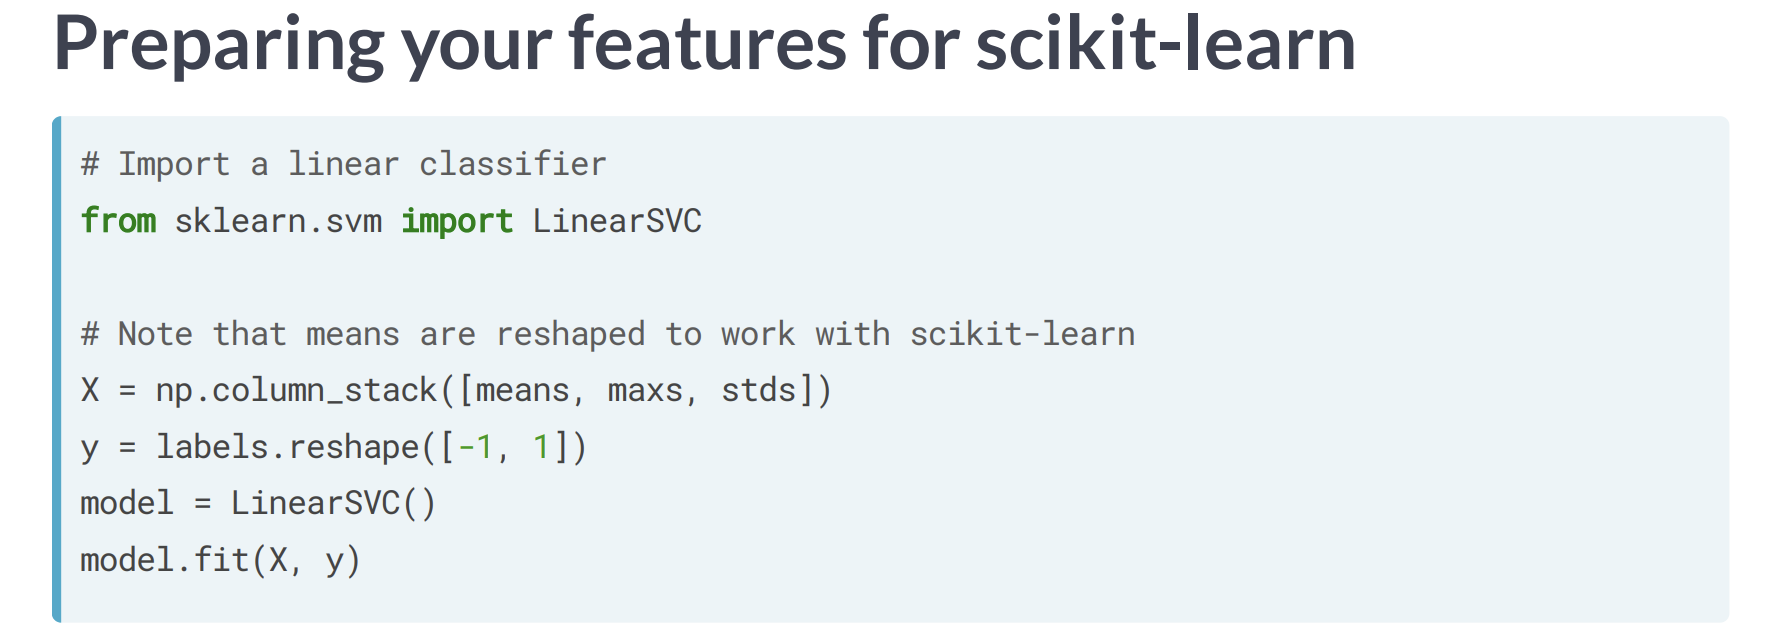 Preparing your features for scikit-learn
# Import a linear classifier
from sklearn.svm import LinearSVC
# Note that means are reshaped to work with scikit-learn
X = np.column_stack([means, maxs, stds])
y = labels.reshape([-1, 1])
model = LinearSVC()
model.fit(X, y)